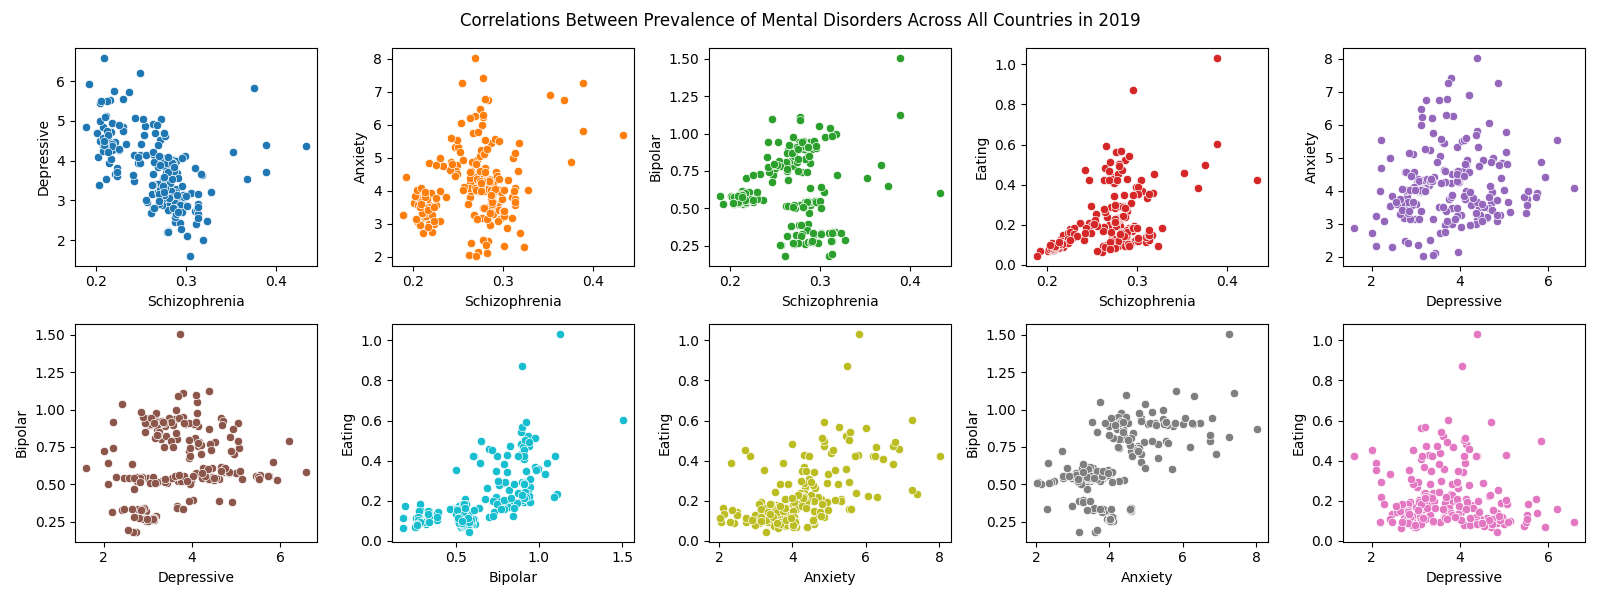 Correlations Between Prevalence of Mental Disorders Across All Countries in 2019
Depressive
6
5
4
3
2
0.2 0.3 0.4
Schizophrenia
Anxiety
8
7
6
5
4
3
2
0.2 0.3 0.4
Schizophrenia
Bipolar
1.50
1.25
1.00
0.75
0.50
0.25
0.2 0.3 0.4
Schizophrenia
Eating
1.0
0.8
0.6
0.4
0.2
0.0
0.2 0.3 0.4
Schizophrenia
Anxiety
8
7
6
5
4
3
2
2 4 6
Depressive
Bipolar
1.50
1.25
1.00
0.75
0.50
0.25
2 4 6
Depressive
Eating
1.0
0.8
0.6
0.4
0.2
0.0
0.5 1.0 1.5
Bipolar
Eating
1.0
0.8
0.6
0.4
0.2
0.0
2 4 6 8
Anxiety
Bipolar
1.50
1.25
1.00
0.75
0.50
0.25
2 4 6 8
Anxiety
Eating
1.0
0.8
0.6
0.4
0.2
0.0
2 4 6
Depressive